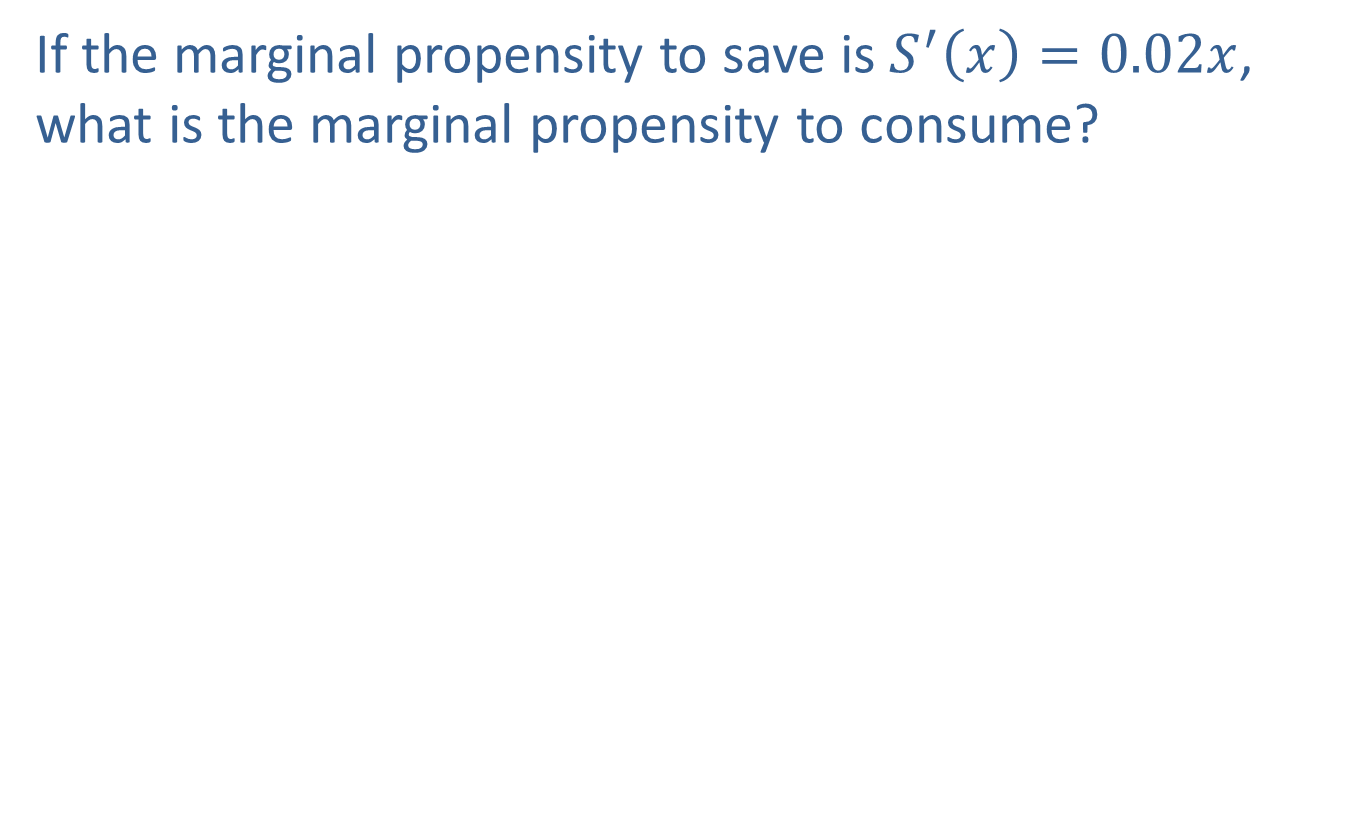 If the marginal propensity to save is 𝑆′(𝑥) = 0.02𝑥,
what is the marginal propensity to consume?